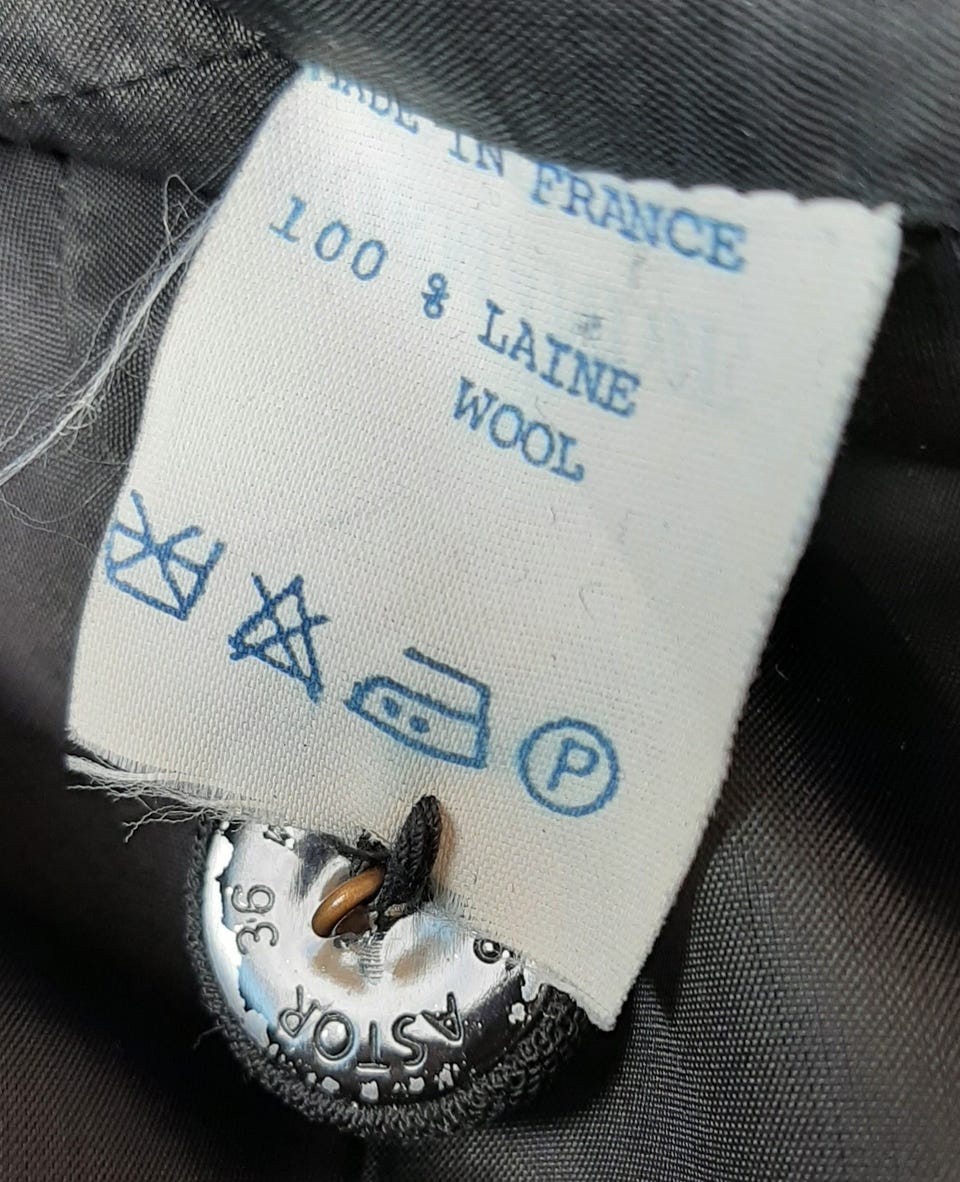 MADE IN FRANCE
100 % LAINE
WOOL
P
36
ASTOR